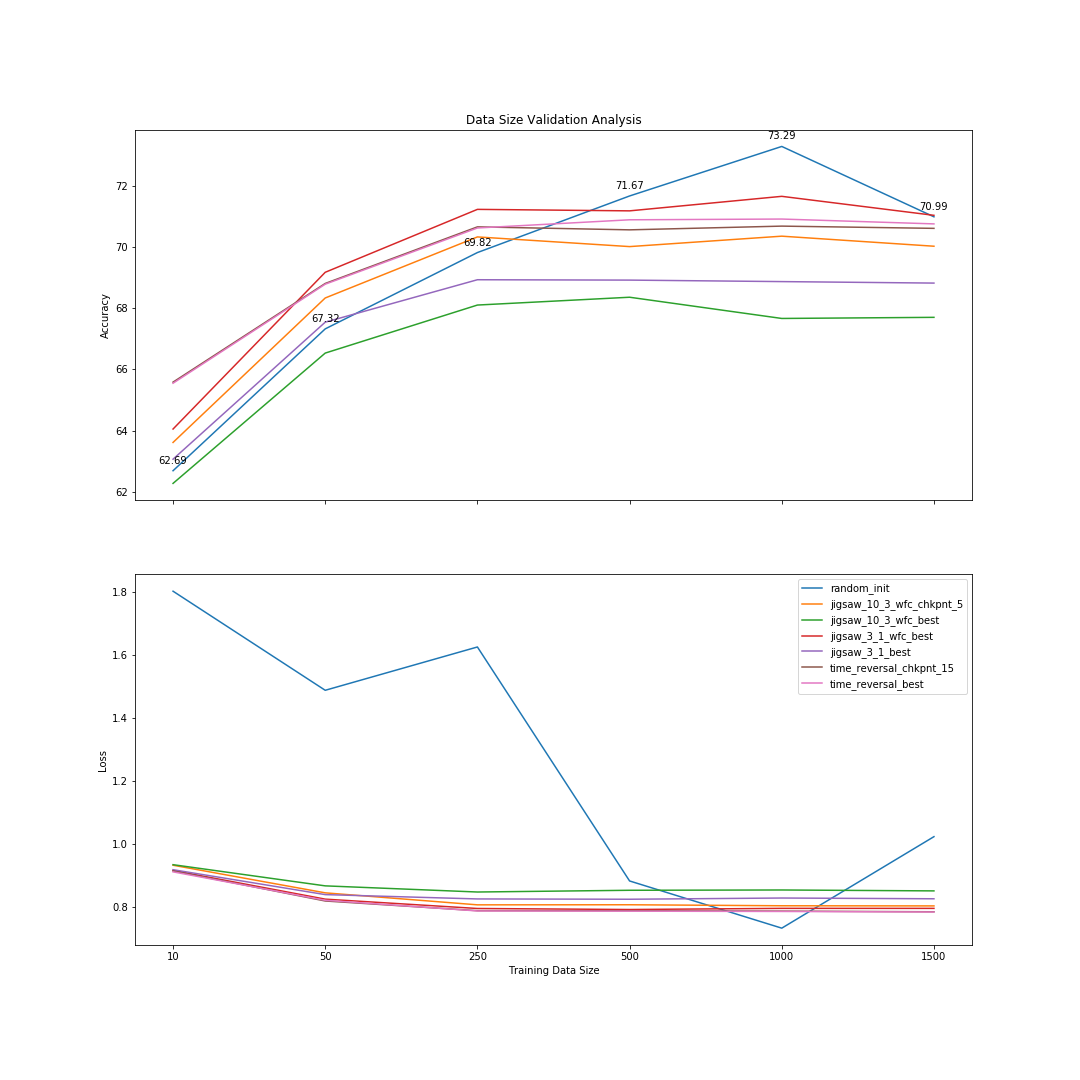 Data Size Validation Analysis
73.29
72
71.67
70.99
70
69.82
Accuracy
68
67.32
66
64
62.69
62
1.8
random_init
jigsaw_10_3_wfc_chkpnt_5
jigsaw_10_3_wfc_best
jigsaw_3_1_wfc_best
jigsaw_3_1_best
time_reversal_chkpnt_15
time_reversal_best
1.6
1.4
Loss
1.2
1.0
0.8
10 50 250 500 1000 1500
Training Data Size